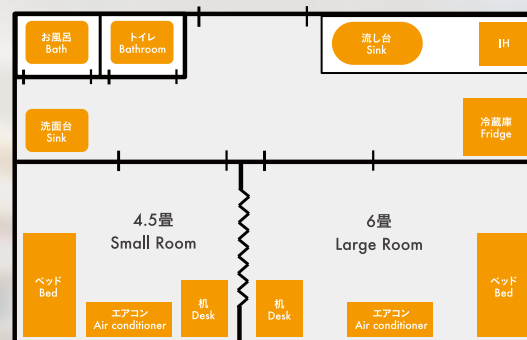 お風呂
Bath
トイレ
Bathroom
流し台
Sink
IH
洗面台
Sink
冷蔵庫
Fridge
4.5畳
Small Room
6畳
Large Room
ベッド
Bed
エアコン
Air conditioner
机
Desk
机
Desk
エアコン
Air conditioner
ベッド
Bed